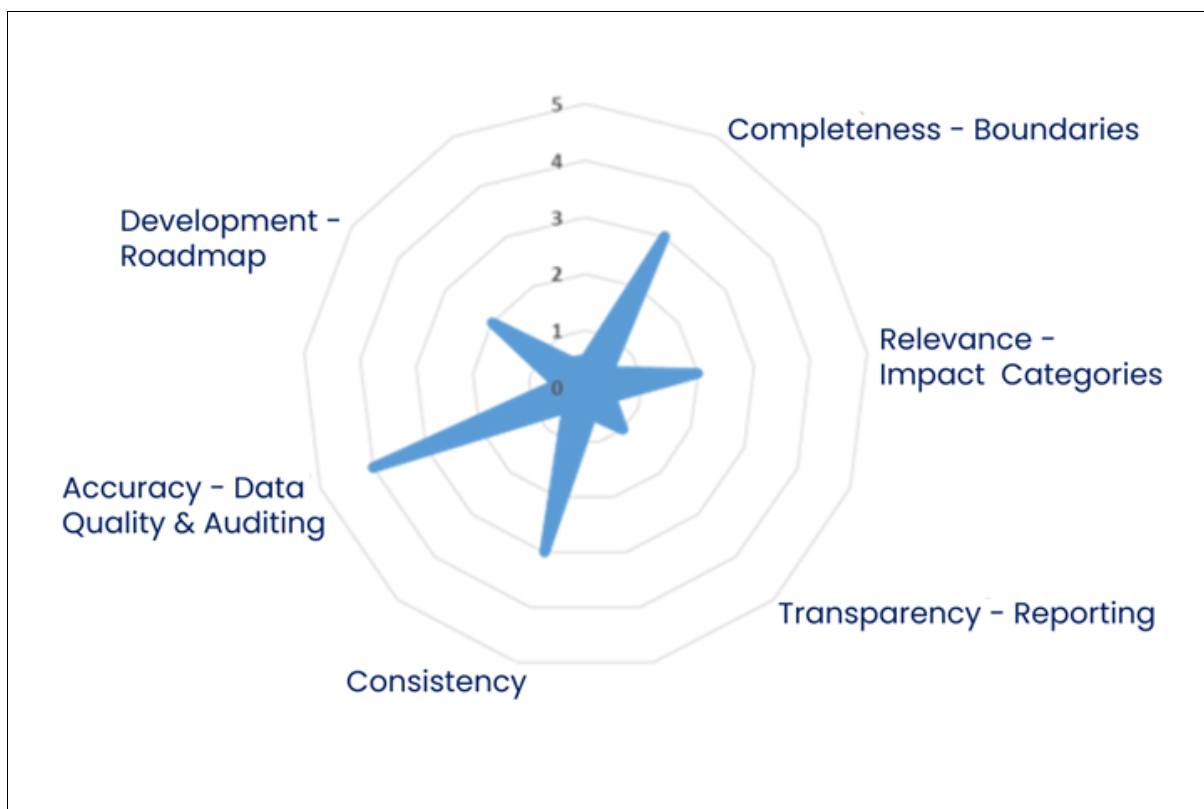 5
Completeness - Boundaries
4
Development -
Roadmap
3
2
Relevance -
Impact Categories
1
0
Accuracy - Data
Quality & Auditing
Transparency - Reporting
Consistency